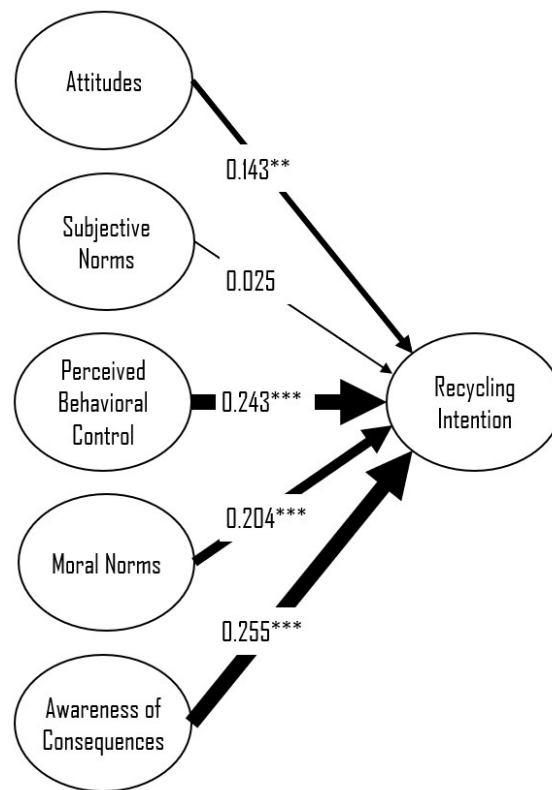 Attitudes
0.143**
Subjective
Norms
0.025
Perceived
Behavioral
Control
0.243***
Recycling
Intention
Moral Norms
0.204***
Awareness of
Consequences
0.255***